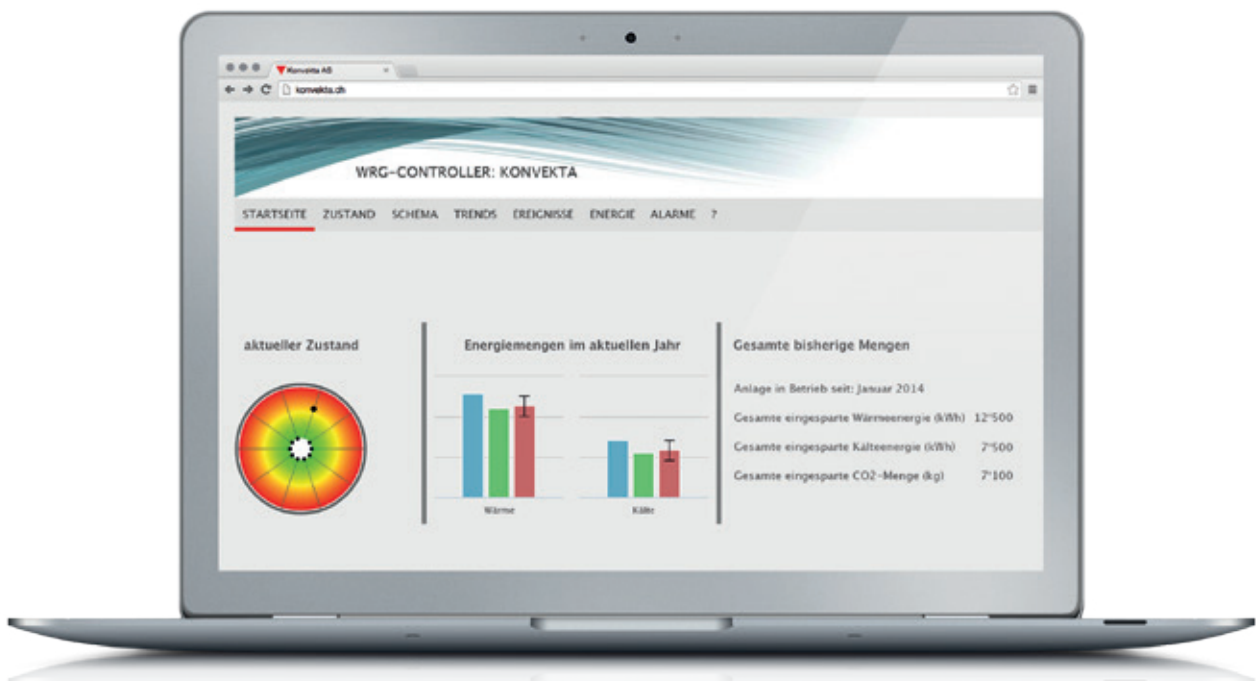 Konvekta AG
konvekta.ch
WRG-CONTROLLER: KONVEKTA
STARTSEITE ZUSTAND SCHEMA TRENDS EREIGNISSE ENERGIE ALARME ?
aktueller Zustand
Energiemengen im aktuellen Jahr
Wärme
Kälte
Gesamte bisherige Mengen
Anlage in Betrieb seit: Januar 2014
Gesamte eingesparte Wärmeenergie (kWh) 12'500
Gesamte eingesparte Kälteenergie (kWh) 7'500
Gesamte eingesparte CO2-Menge (kg) 7'100